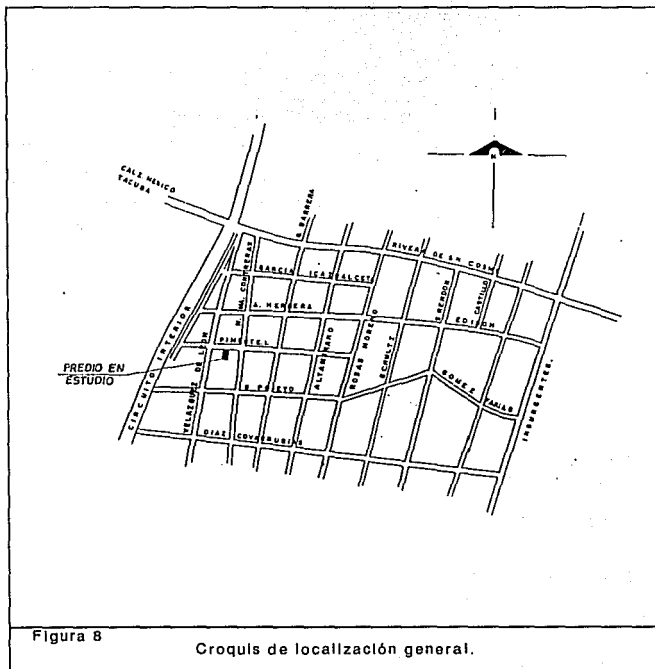 N
CALZ. MEXICO
TACUBA
R. BARRERA
RIVERA DE SN COSME
M. MA. CONTRERAS
GARCIA ICAZBALCETA
S. RENDON
CASTILLO
CIRCUITO INTERIOR
A. HERRERA
EDISON
ALTAMIRANO
ROSAS MORENO
SCHULTZ
VELAZQUEZ DE LEON
PIMENTEL
PREDIO EN
ESTUDIO
GOMEZ FARIAS
INSURGENTES.
G. PRIETO
DIAZ COVARRUBIAS
Figura 8
Croquis de localización general.